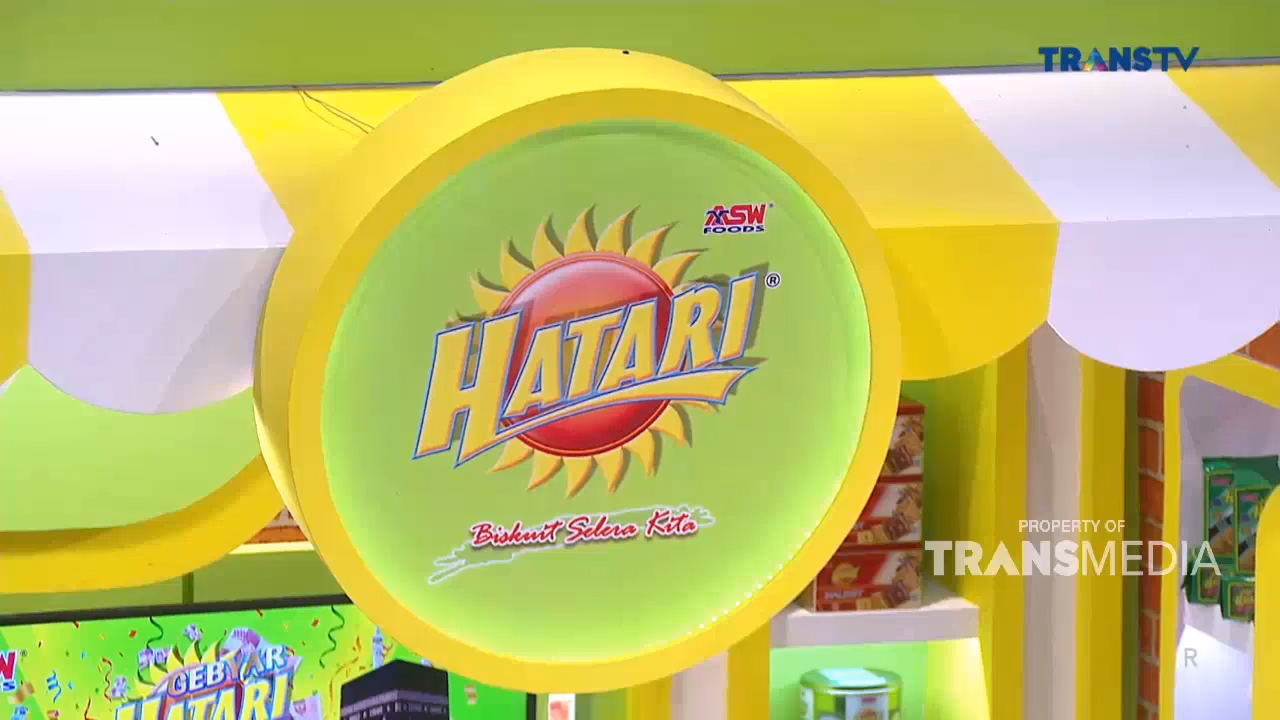 TRANSTV
ASW
FOODS
HATARI®
Biskuit Selera Kita
PROPERTY OF
TRANSMEDIA
GEBYAR
HATARI
R